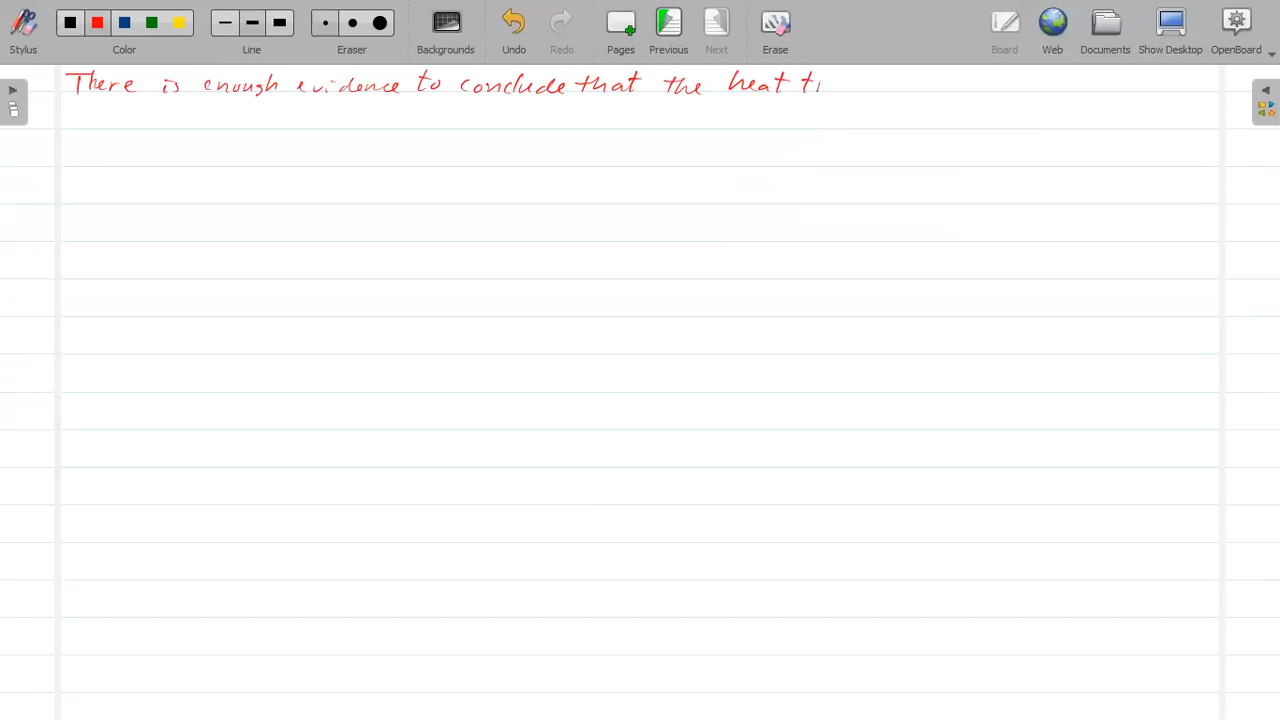 Stylus
Color
Line
Eraser
Backgrounds
Undo
Redo
Pages
Previous
Next
Erase
Board
Web
Documents
Show Desktop
OpenBoard
There is enough evidence to conclude that the heat